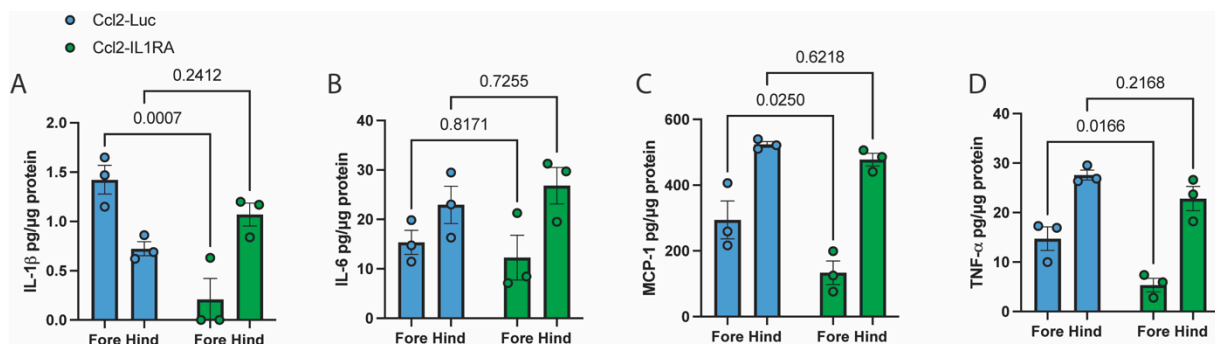 Ccl2-Luc
Ccl2-IL1RA
A
0.2412
0.0007
IL-1β pg/µg protein
2.0
1.5
1.0
0.5
0.0
Fore Hind Fore Hind
B
0.7255
0.8171
IL-6 pg/µg protein
40
30
20
10
0
Fore Hind Fore Hind
C
0.6218
0.0250
MCP-1 pg/µg protein
600
400
200
0
Fore Hind Fore Hind
D
0.2168
0.0166
TNF-α pg/µg protein
40
30
20
10
0
Fore Hind Fore Hind